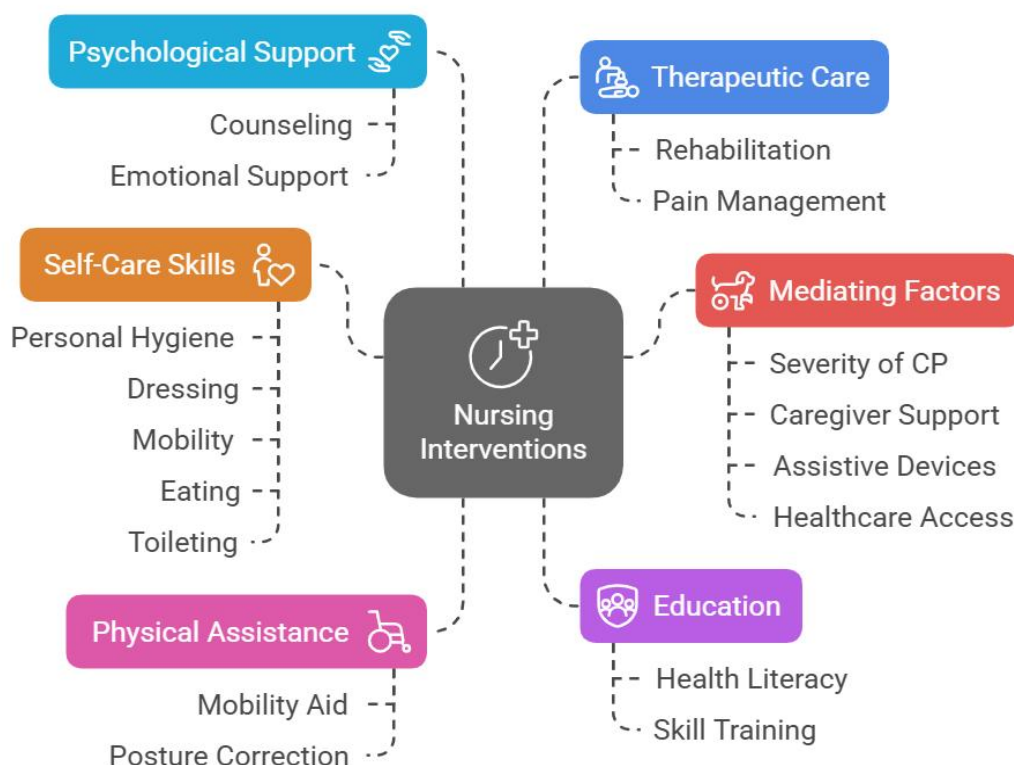 Psychological Support
Counseling
Emotional Support
Therapeutic Care
Rehabilitation
Pain Management
Self-Care Skills
Personal Hygiene
Dressing
Mobility
Eating
Toileting
Nursing
Interventions
Mediating Factors
Severity of CP
Caregiver Support
Assistive Devices
Healthcare Access
Physical Assistance
Mobility Aid
Posture Correction
Education
Health Literacy
Skill Training